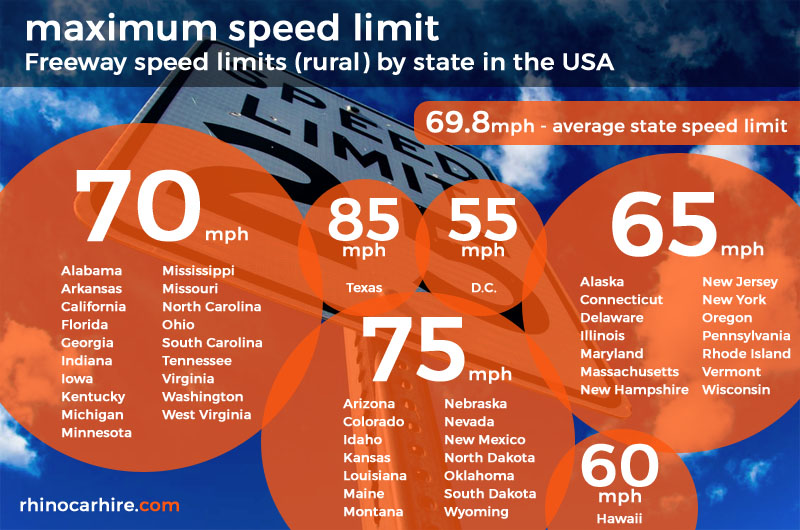 maximum speed limit
Freeway speed limits (rural) by state in the USA
SPEED
LIMIT
69.8mph - average state speed limit
70 mph
Alabama
Arkansas
California
Florida
Georgia
Indiana
Iowa
Kentucky
Michigan
Minnesota
Mississippi
Missouri
North Carolina
Ohio
South Carolina
Tennessee
Virginia
Washington
West Virginia
85
mph
Texas
55
mph
D.C.
65 mph
Alaska
Connecticut
Delaware
Illinois
Maryland
Massachusetts
New Hampshire
New Jersey
New York
Oregon
Pennsylvania
Rhode Island
Vermont
Wisconsin
75 mph
Arizona
Colorado
Idaho
Kansas
Louisiana
Maine
Montana
Nebraska
Nevada
New Mexico
North Dakota
Oklahoma
South Dakota
Wyoming
60
mph
Hawaii
rhinocarhire.com